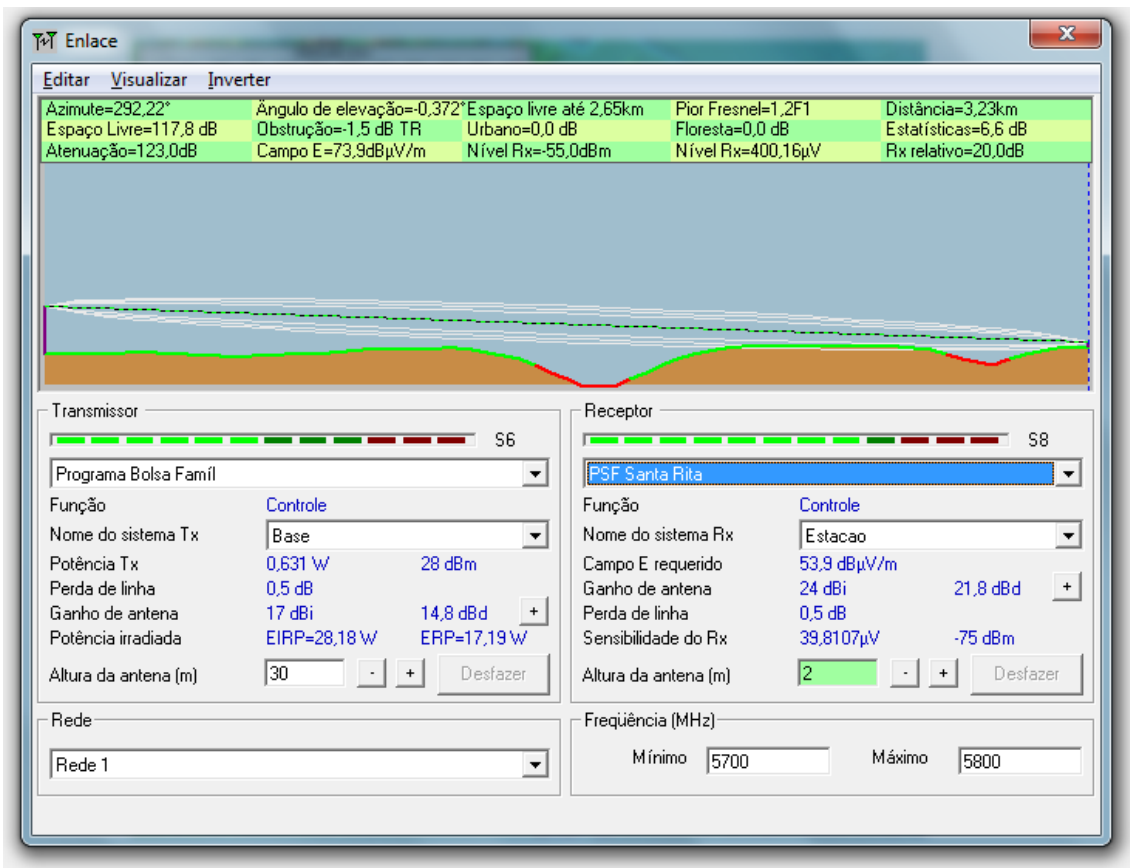 Enlace
Editar Visualizar Inverter
Azimute=292,22° Ângulo de elevação=-0,372° Espaço livre até 2,65km Pior Fresnel=1,2F1 Distância=3,23km
Espaço Livre=117,8 dB Obstrução=-1,5 dB TR Urbano=0,0 dB Floresta=0,0 dB Estatísticas=6,6 dB
Atenuação=123,0dB Campo E=73,9dBµV/m Nível Rx=-55,0dBm Nível Rx=400,16µV Rx relativo=20,0dB
Transmissor
S6
Programa Bolsa Famíl
Função Controle
Nome do sistema Tx Base
Potência Tx 0,631 W 28 dBm
Perda de linha 0,5 dB
Ganho de antena 17 dBi 14,8 dBd +
Potência irradiada EIRP=28,18 W ERP=17,19 W
Altura da antena (m) 30 - + Desfazer
Rede
Rede 1
Receptor
S8
PSF Santa Rita
Função Controle
Nome do sistema Rx Estacao
Campo E requerido 53,9 dBµV/m
Ganho de antena 24 dBi 21,8 dBd +
Perda de linha 0,5 dB
Sensibilidade do Rx 39,8107µV -75 dBm
Altura da antena (m) 2 - + Desfazer
Freqüência (MHz)
Mínimo 5700 Máximo 5800